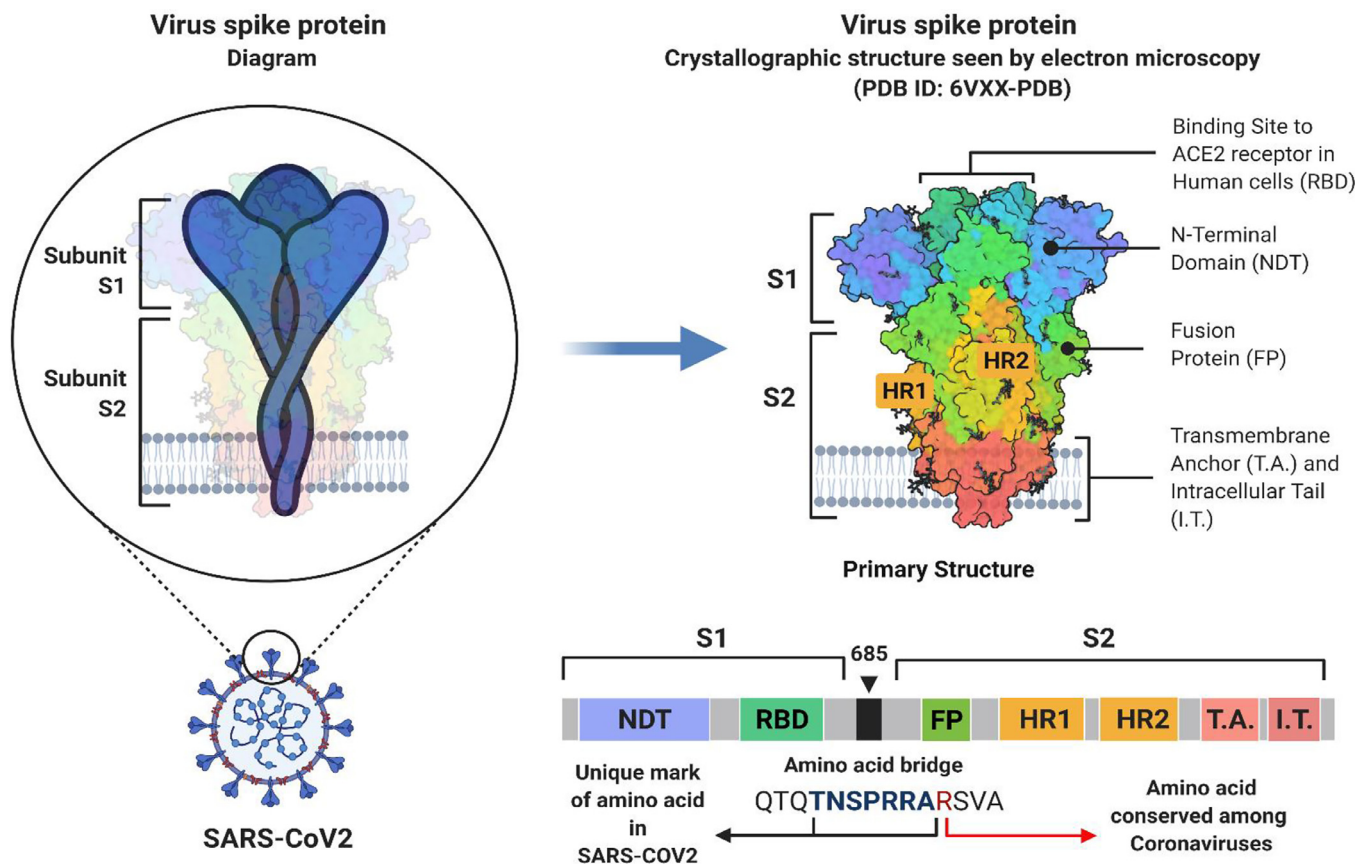 Virus spike protein
Diagram
Subunit
S1
Subunit
S2
SARS-CoV2
Virus spike protein
Crystallographic structure seen by electron microscopy
(PDB ID: 6VXX-PDB)
S1
S2
HR1
HR2
Binding Site to
ACE2 receptor in
Human cells (RBD)
N-Terminal
Domain (NDT)
Fusion
Protein (FP)
Transmembrane
Anchor (T.A.) and
Intracellular Tail
(I.T.)
Primary Structure
S1
685
S2
NDT
RBD
FP
HR1
HR2
T.A.
I.T.
Unique mark
of amino acid
in
SARS-COV2
Amino acid bridge
QTQTNSPRRARSVA
Amino acid
conserved among
Coronaviruses